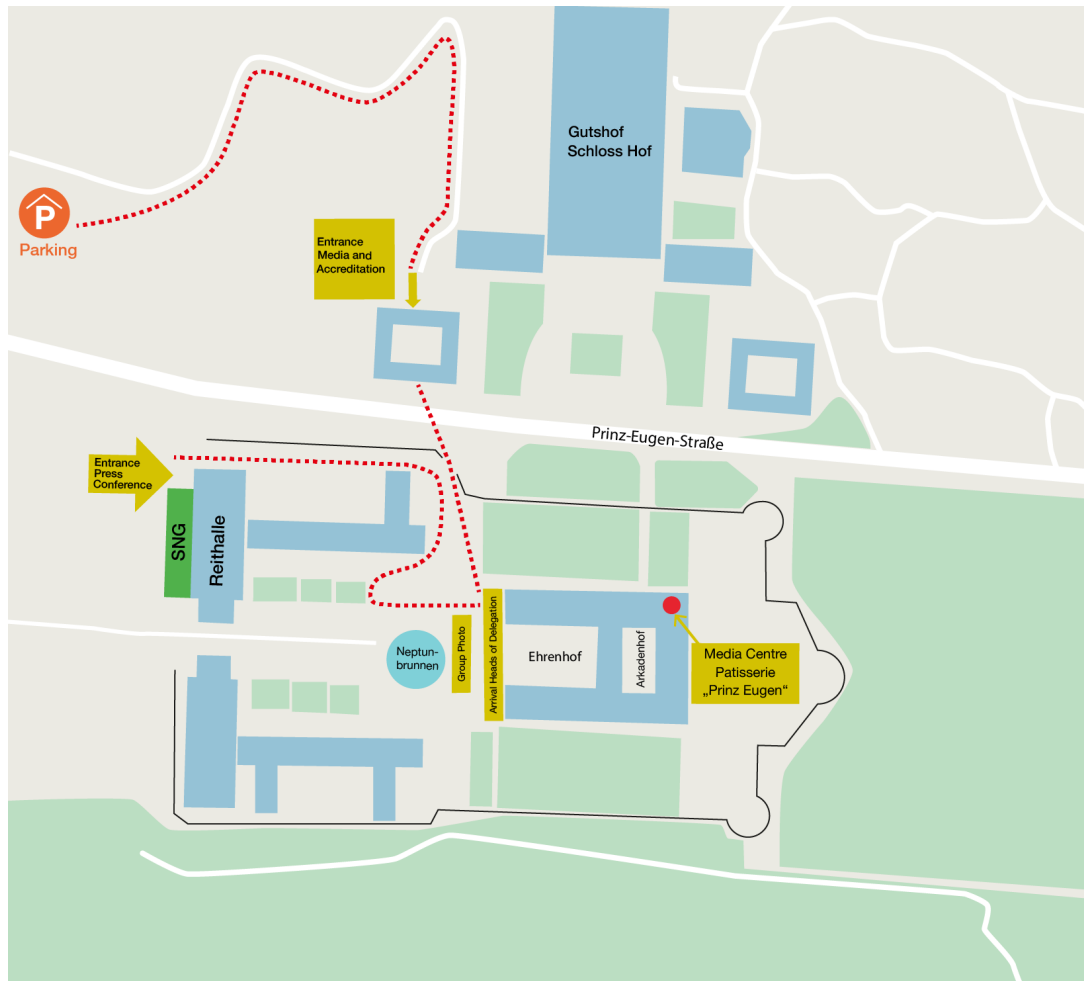 Gutshof
Schloss Hof
P
Parking
Entrance
Media and
Accreditation
Prinz-Eugen-Straße
Entrance
Press
Conference
SNG
Reithalle
Neptun-
brunnen
Group Photo
Arrival Heads of Delegation
Ehrenhof
Arkadenhof
Media Centre
Patisserie
„Prinz Eugen“